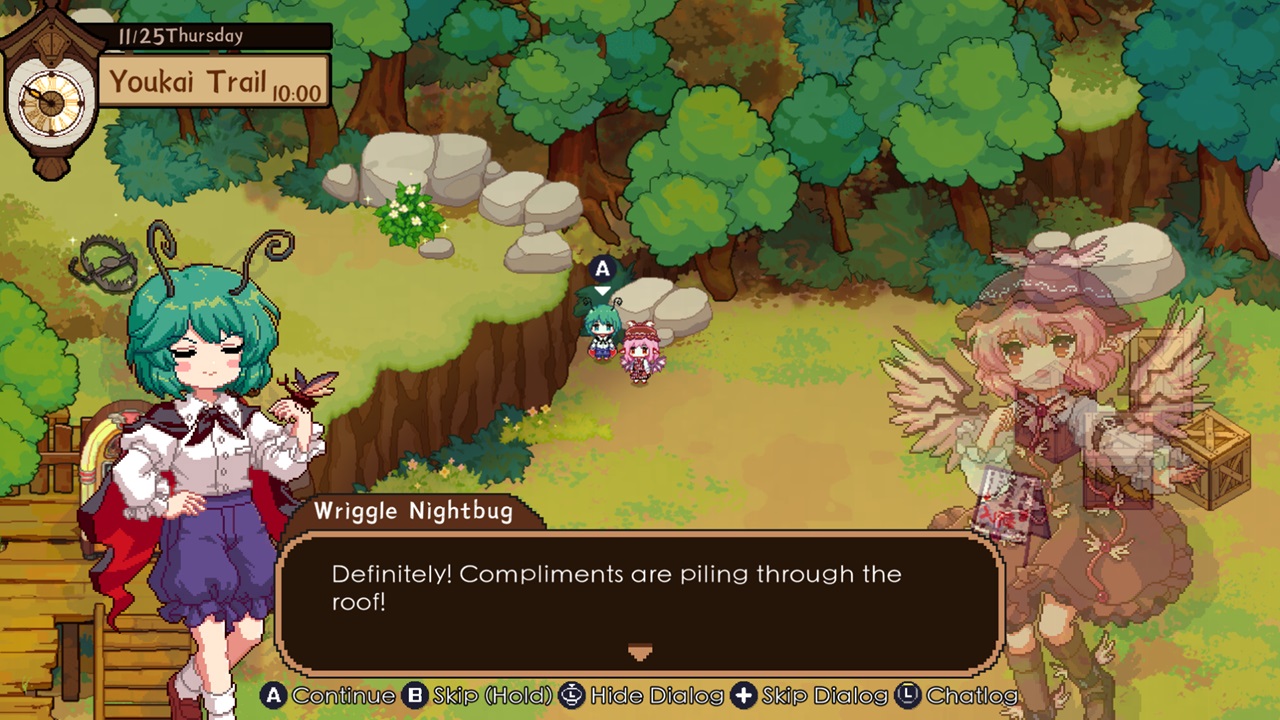 11/25Thursday
Youkai Trail 10:00
A
Wriggle Nightbug
Definitely! Compliments are piling through the
roof!
A Continue B Skip (Hold) L Hide Dialog + Skip Dialog L Chatlog